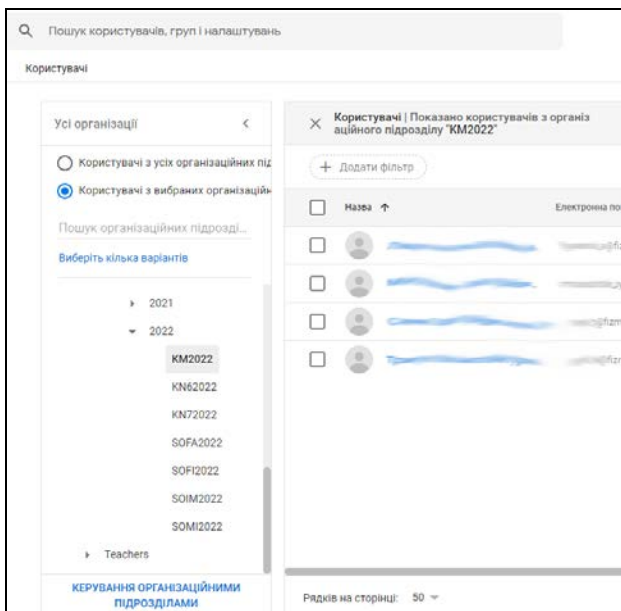 Пошук користувачів, груп і налаштувань
Користувачі
Усі організації
Користувачі з усіх організаційних під
Користувачі з вибраних організаційн
Пошук організаційних підрозді...
Виберіть кілька варіантів
2021
2022
KM2022
KN62022
KN72022
SOFA2022
SOFI2022
SOIM2022
SOMI2022
Teachers
КЕРУВАННЯ ОРГАНІЗАЦІЙНИМИ
ПІДРОЗДІЛАМИ
Користувачі | Показано користувачів з організ
аційного підрозділу "KM2022"
Додати фільтр
Назва
Електронна по
Рядків на сторінці: 50